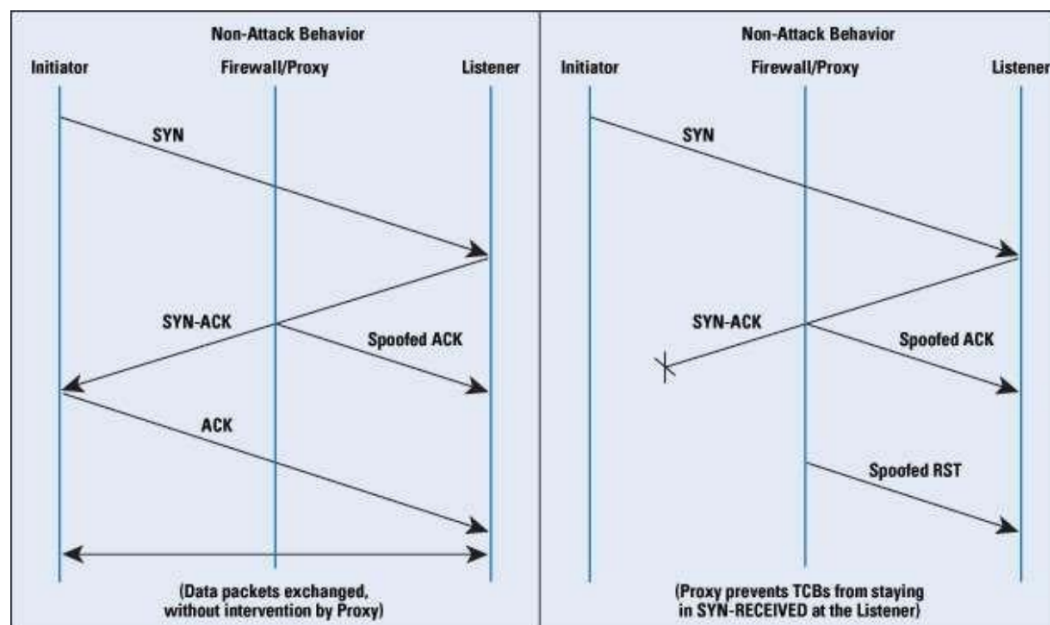 Non-Attack Behavior
Initiator
Firewall/Proxy
Listener
SYN
SYN-ACK
Spoofed ACK
ACK
(Data packets exchanged,
without intervention by Proxy)
Non-Attack Behavior
Initiator
Firewall/Proxy
Listener
SYN
SYN-ACK
Spoofed ACK
Spoofed RST
(Proxy prevents TCBs from staying
in SYN-RECEIVED at the Listener)